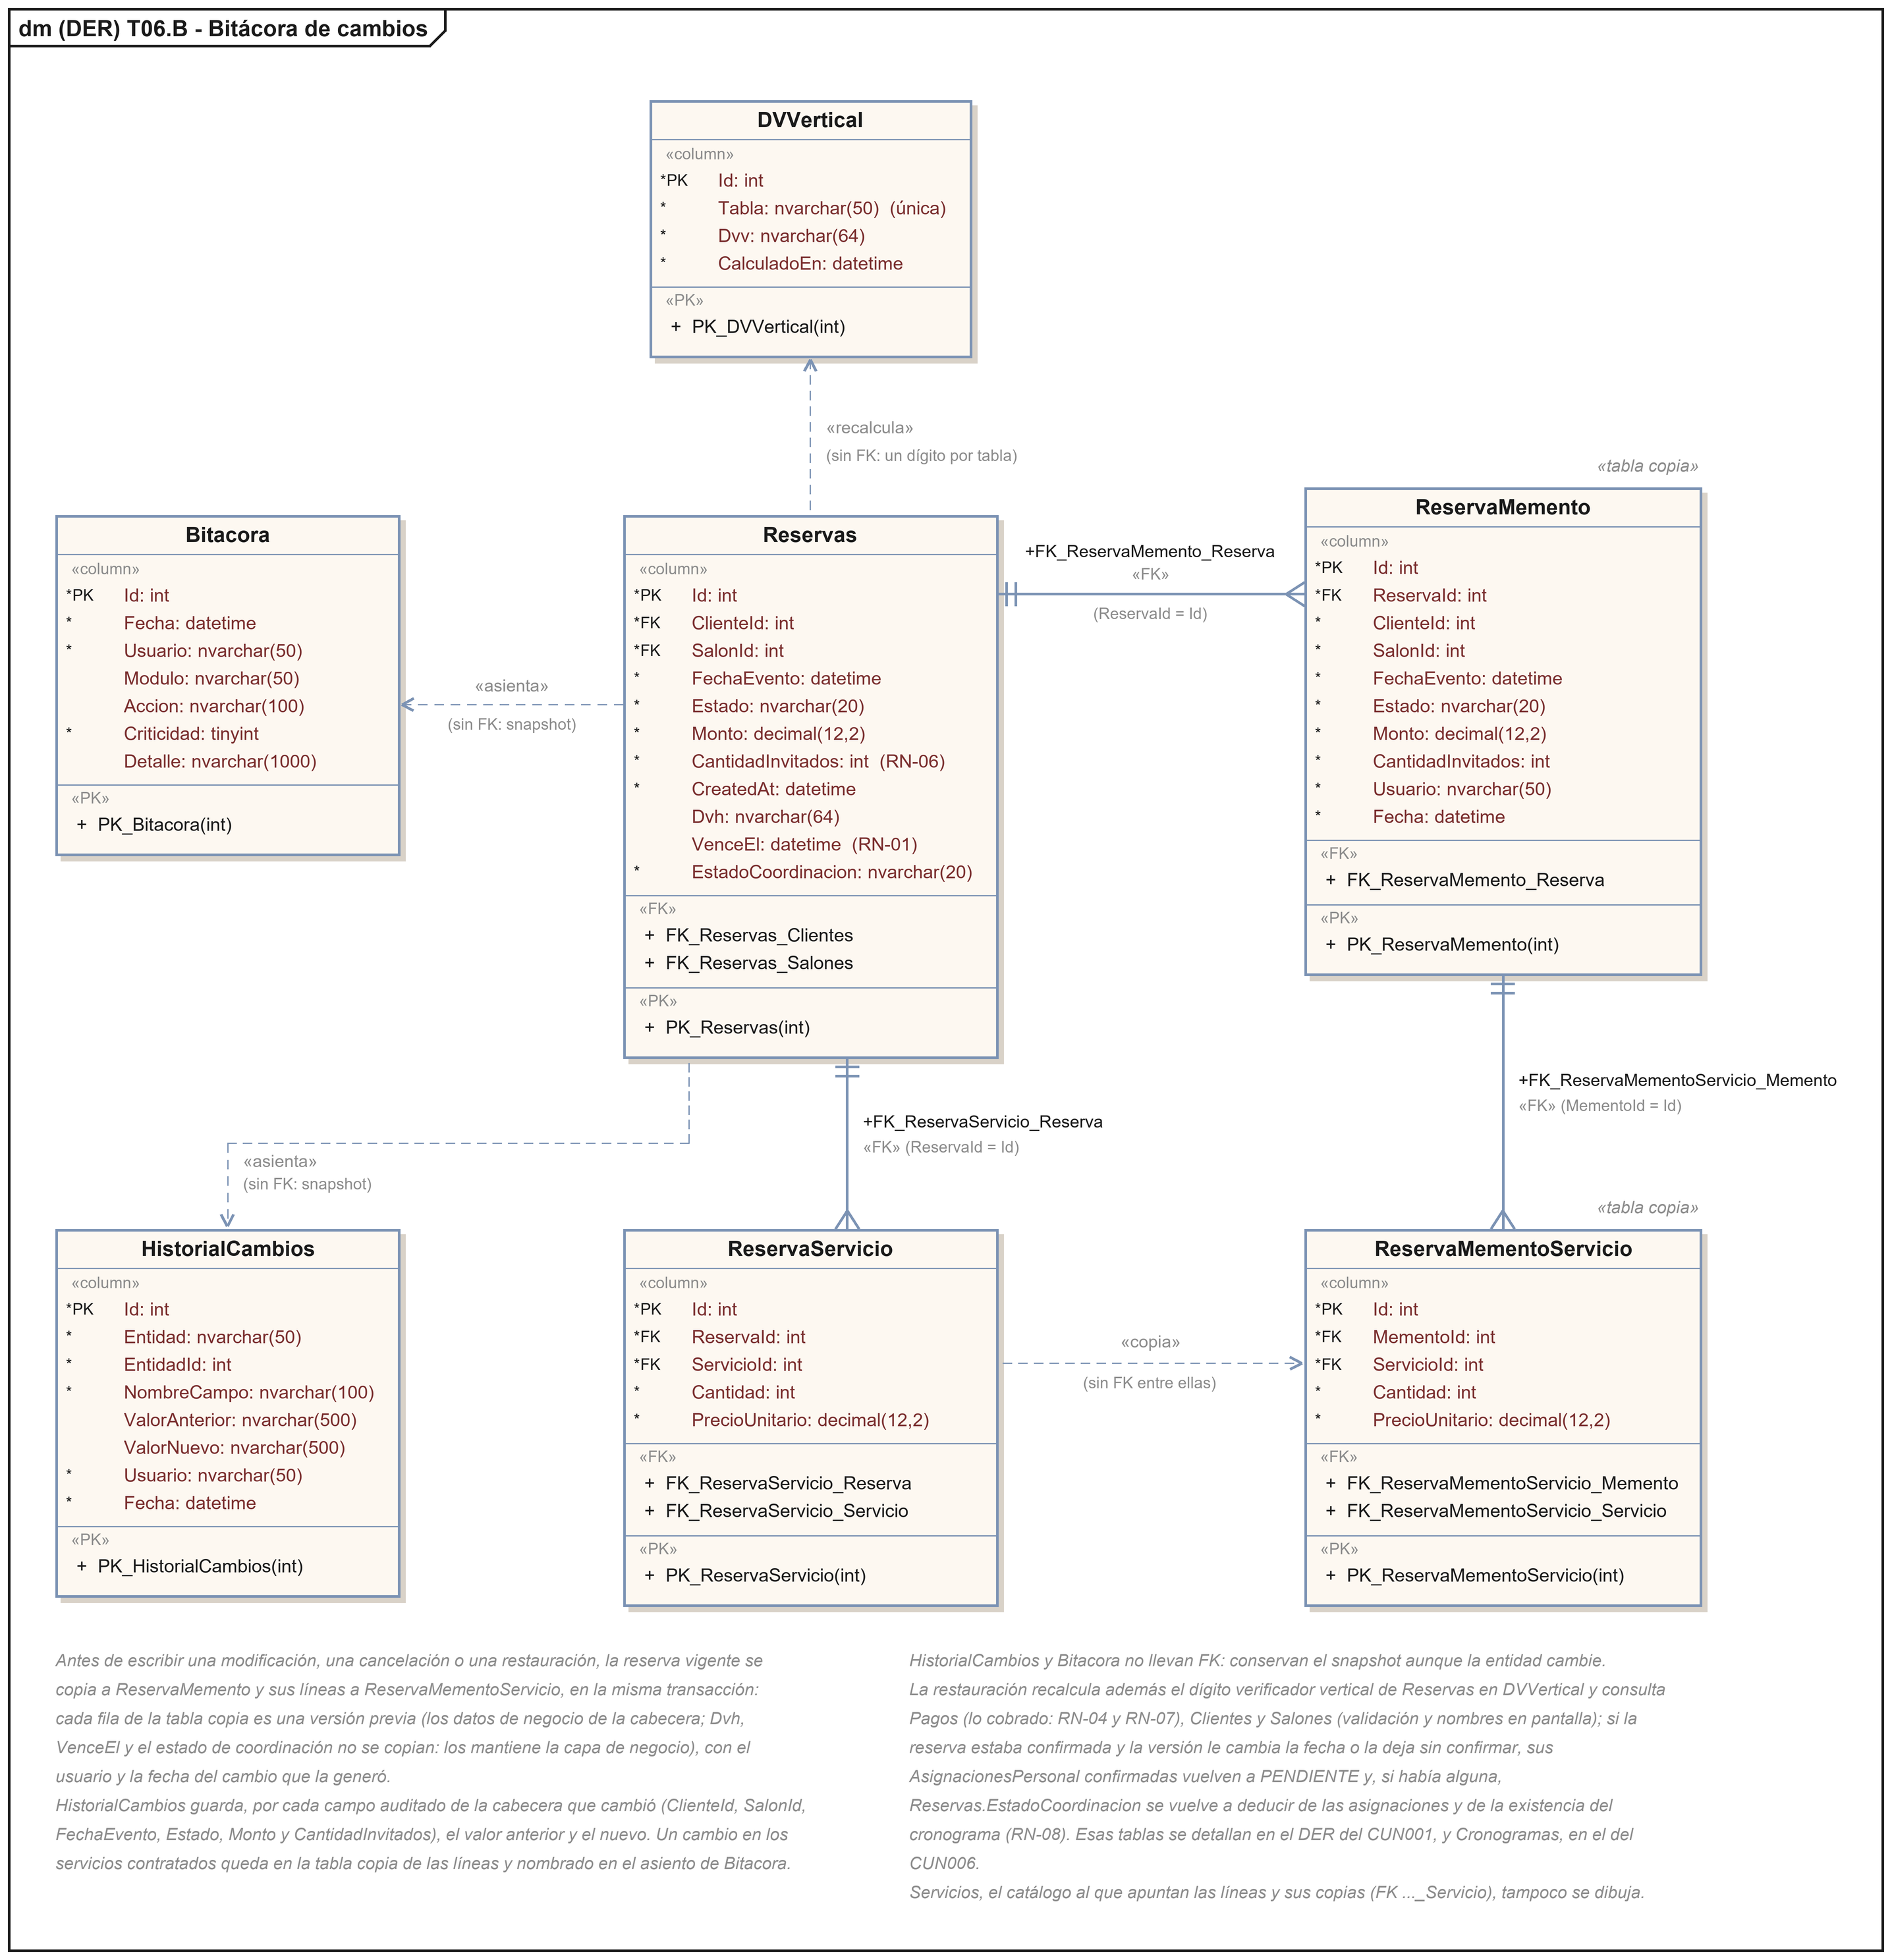 dm (DER) T06.B - Bitácora de cambios
DVVertical
«column»
*PK Id: int
* Tabla: nvarchar(50) (única)
* Dvv: nvarchar(64)
* CalculadoEn: datetime
«PK»
+ PK_DVVertical(int)
«recalcula»
(sin FK: un dígito por tabla)
Bitacora
«column»
*PK Id: int
* Fecha: datetime
* Usuario: nvarchar(50)
Modulo: nvarchar(50)
Accion: nvarchar(100)
* Criticidad: tinyint
Detalle: nvarchar(1000)
«PK»
+ PK_Bitacora(int)
«asienta»
(sin FK: snapshot)
Reservas
«column»
*PK Id: int
*FK ClienteId: int
*FK SalonId: int
* FechaEvento: datetime
* Estado: nvarchar(20)
* Monto: decimal(12,2)
* CantidadInvitados: int (RN-06)
* CreatedAt: datetime
Dvh: nvarchar(64)
VenceEl: datetime (RN-01)
* EstadoCoordinacion: nvarchar(20)
«FK»
+ FK_Reservas_Clientes
+ FK_Reservas_Salones
«PK»
+ PK_Reservas(int)
+FK_ReservaMemento_Reserva
«FK»
(ReservaId = Id)
«tabla copia»
ReservaMemento
«column»
*PK Id: int
*FK ReservaId: int
* ClienteId: int
* SalonId: int
* FechaEvento: datetime
* Estado: nvarchar(20)
* Monto: decimal(12,2)
* CantidadInvitados: int
* Usuario: nvarchar(50)
* Fecha: datetime
«FK»
+ FK_ReservaMemento_Reserva
«PK»
+ PK_ReservaMemento(int)
+FK_ReservaMementoServicio_Memento
«FK» (MementoId = Id)
+FK_ReservaServicio_Reserva
«FK» (ReservaId = Id)
«asienta»
(sin FK: snapshot)
HistorialCambios
«column»
*PK Id: int
* Entidad: nvarchar(50)
* EntidadId: int
* NombreCampo: nvarchar(100)
ValorAnterior: nvarchar(500)
ValorNuevo: nvarchar(500)
* Usuario: nvarchar(50)
* Fecha: datetime
«PK»
+ PK_HistorialCambios(int)
ReservaServicio
«column»
*PK Id: int
*FK ReservaId: int
*FK ServicioId: int
* Cantidad: int
* PrecioUnitario: decimal(12,2)
«FK»
+ FK_ReservaServicio_Reserva
+ FK_ReservaServicio_Servicio
«PK»
+ PK_ReservaServicio(int)
«copia»
(sin FK entre ellas)
«tabla copia»
ReservaMementoServicio
«column»
*PK Id: int
*FK MementoId: int
*FK ServicioId: int
* Cantidad: int
* PrecioUnitario: decimal(12,2)
«FK»
+ FK_ReservaMementoServicio_Memento
+ FK_ReservaMementoServicio_Servicio
«PK»
+ PK_ReservaMementoServicio(int)
Antes de escribir una modificación, una cancelación o una restauración, la reserva vigente se
copia a ReservaMemento y sus líneas a ReservaMementoServicio, en la misma transacción:
cada fila de la tabla copia es una versión previa (los datos de negocio de la cabecera; Dvh,
VenceEl y el estado de coordinación no se copian: los mantiene la capa de negocio), con el
usuario y la fecha del cambio que la generó.
HistorialCambios guarda, por cada campo auditado de la cabecera que cambió (ClienteId, SalonId,
FechaEvento, Estado, Monto y CantidadInvitados), el valor anterior y el nuevo. Un cambio en los
servicios contratados queda en la tabla copia de las líneas y nombrado en el asiento de Bitacora.
HistorialCambios y Bitacora no llevan FK: conservan el snapshot aunque la entidad cambie.
La restauración recalcula además el dígito verificador vertical de Reservas en DVVertical y consulta
Pagos (lo cobrado: RN-04 y RN-07), Clientes y Salones (validación y nombres en pantalla); si la
reserva estaba confirmada y la versión le cambia la fecha o la deja sin confirmar, sus
AsignacionesPersonal confirmadas vuelven a PENDIENTE y, si había alguna,
Reservas.EstadoCoordinacion se vuelve a deducir de las asignaciones y de la existencia del
cronograma (RN-08). Esas tablas se detallan en el DER del CUN001, y Cronogramas, en el del
CUN006.
Servicios, el catálogo al que apuntan las líneas y sus copias (FK ..._Servicio), tampoco se dibuja.